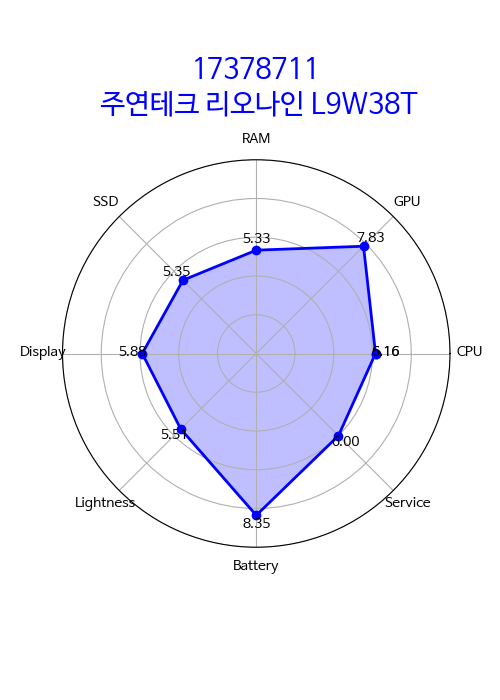 17378711
주연테크 리오나인 L9W38T
RAM
SSD
GPU
5.33
7.83
5.35
Display
5.88
6.16
CPU
5.51
6.00
Lightness
Service
8.35
Battery